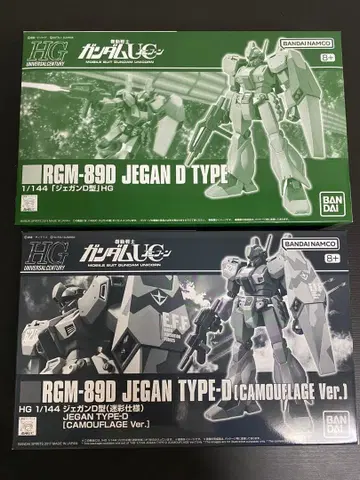 HG
UNIVERSAL CENTURY
機動戦士
ガンダムUC
MOBILE SUIT GUNDAM UNICORN
BANDAI NAMCO
8+
RGM-89D JEGAN D TYPE
1/144「ジェガンD型」HG
BAN
DAI
HG
UNIVERSAL CENTURY
機動戦士
ガンダムUC
MOBILE SUIT GUNDAM UNICORN
BANDAI NAMCO
8+
E.F.F.
RGM-89D JEGAN TYPE-D [CAMOUFLAGE Ver.]
HG 1/144 ジェガンD型(迷彩仕様)
JEGAN TYPE-D
[CAMOUFLAGE Ver.]
BAN
DAI